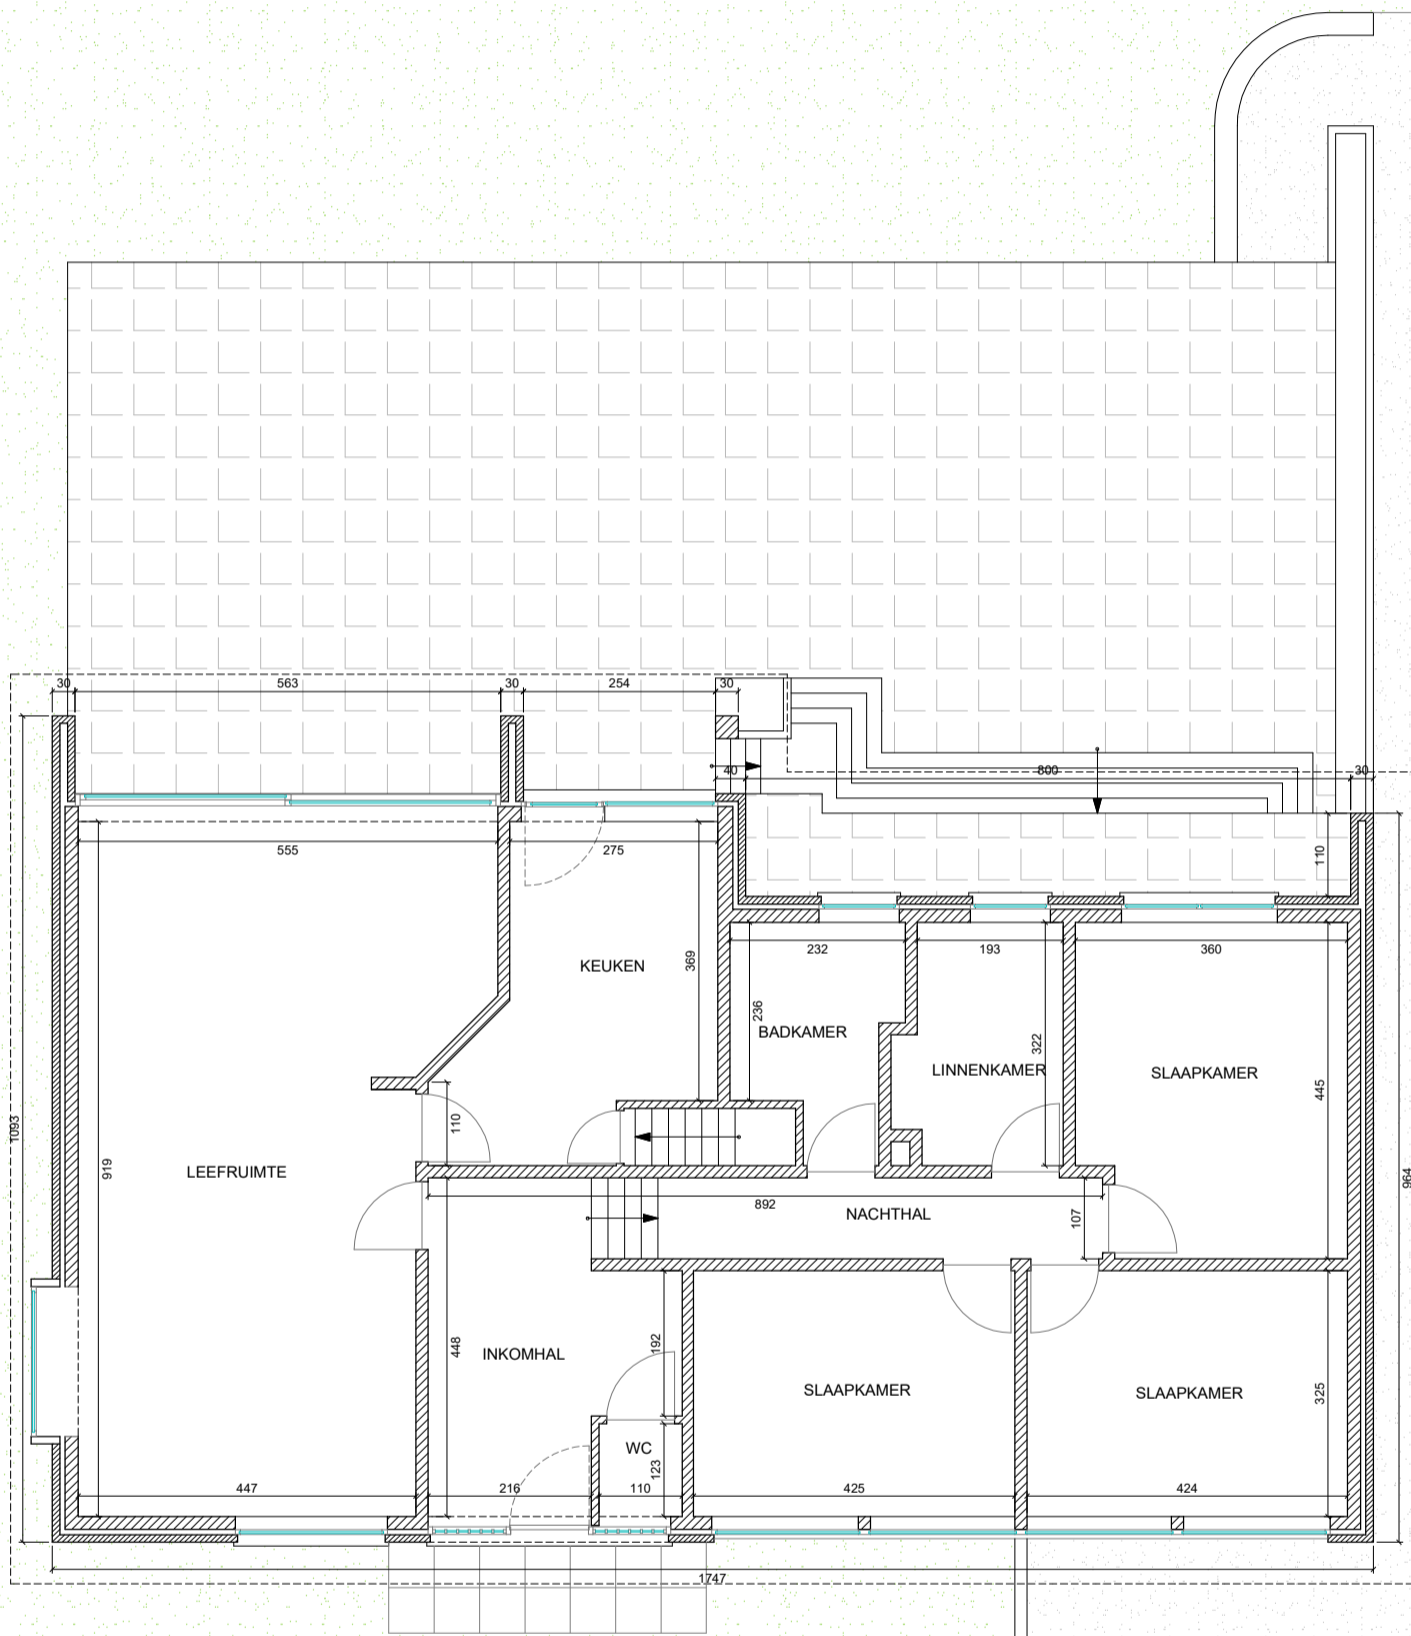 30 563 30 254 30
40 800 30
555 275 110
KEUKEN 369 232 193 360
236
BADKAMER
322
LINNENKAMER SLAAPKAMER
445
1093
110
919 LEEFRUIMTE 964
892 NACHTHAL 107
448 192
INKOMHAL
SLAAPKAMER SLAAPKAMER 325
WC
123
447 216 110 425 424
1747